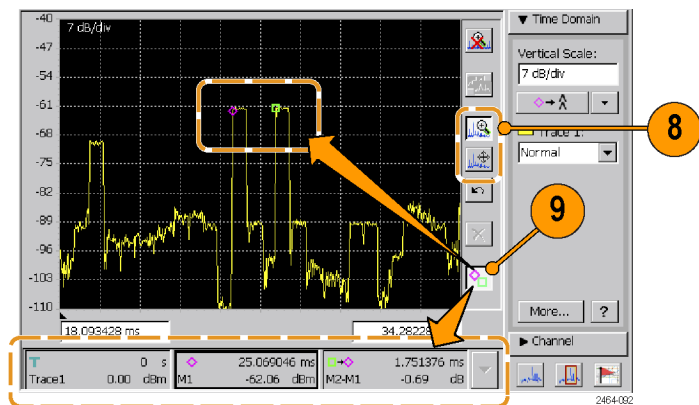 -40
7 dB/div
-47
-54
-61
-68
-75
-82
-89
-96
-103
-110
18.093428 ms
T 0 s
Trace1 0.00 dBm
25.069046 ms
M1 -62.06 dBm
1.751376 ms
M2-M1 -0.69 dB
▼ Time Domain
Vertical Scale:
7 dB/div
Trace 1:
Normal
More... ?
▶ Channel
8
9
2464-092